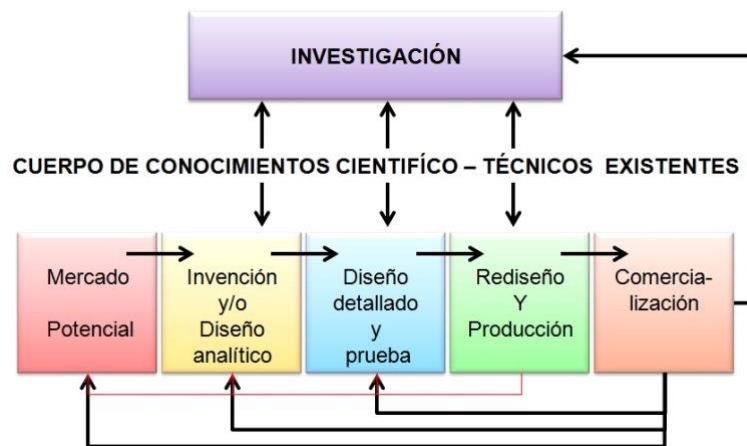 INVESTIGACIÓN
CUERPO DE CONOCIMIENTOS CIENTIFÍCO – TÉCNICOS EXISTENTES
Mercado
Potencial
Invención
y/o
Diseño
analítico
Diseño
detallado
y
prueba
Rediseño
Y
Producción
Comercia-
lización